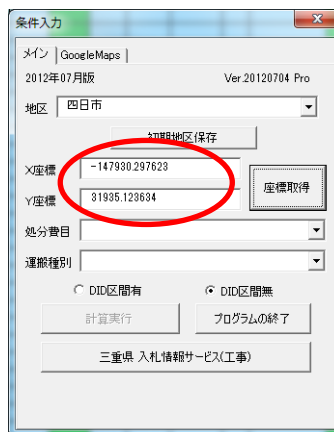 条件入力
メイン GoogleMaps
2012年07月版 Ver.20120704 Pro
地区 四日市
初期地区保存
X座標 -147930.297623
Y座標 31935.123634
座標取得
処分費目
運搬種別
DID区間有 DID区間無
計算実行 プログラムの終了
三重県 入札情報サービス(工事)